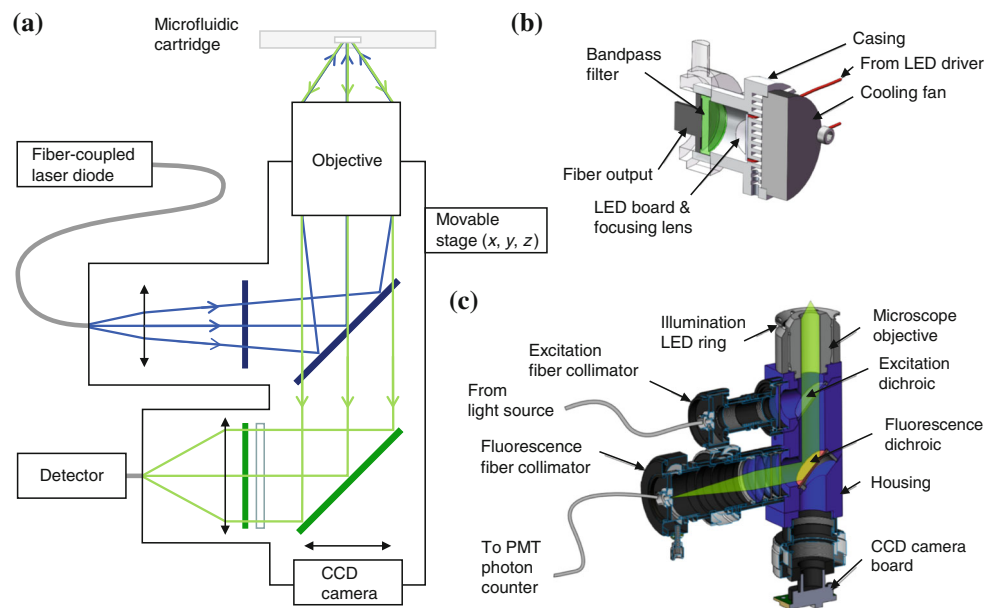 (a)
Microfluidic
cartridge
Objective
Fiber-coupled
laser diode
Movable
stage (x, y, z)
Detector
CCD
camera
(b)
Bandpass
filter
Casing
From LED driver
Cooling fan
Fiber output
LED board &
focusing lens
(c)
Illumination
LED ring
Microscope
objective
Excitation
fiber collimator
Excitation
dichroic
From
light source
Fluorescence
fiber collimator
Fluorescence
dichroic
Housing
To PMT
photon
counter
CCD camera
board